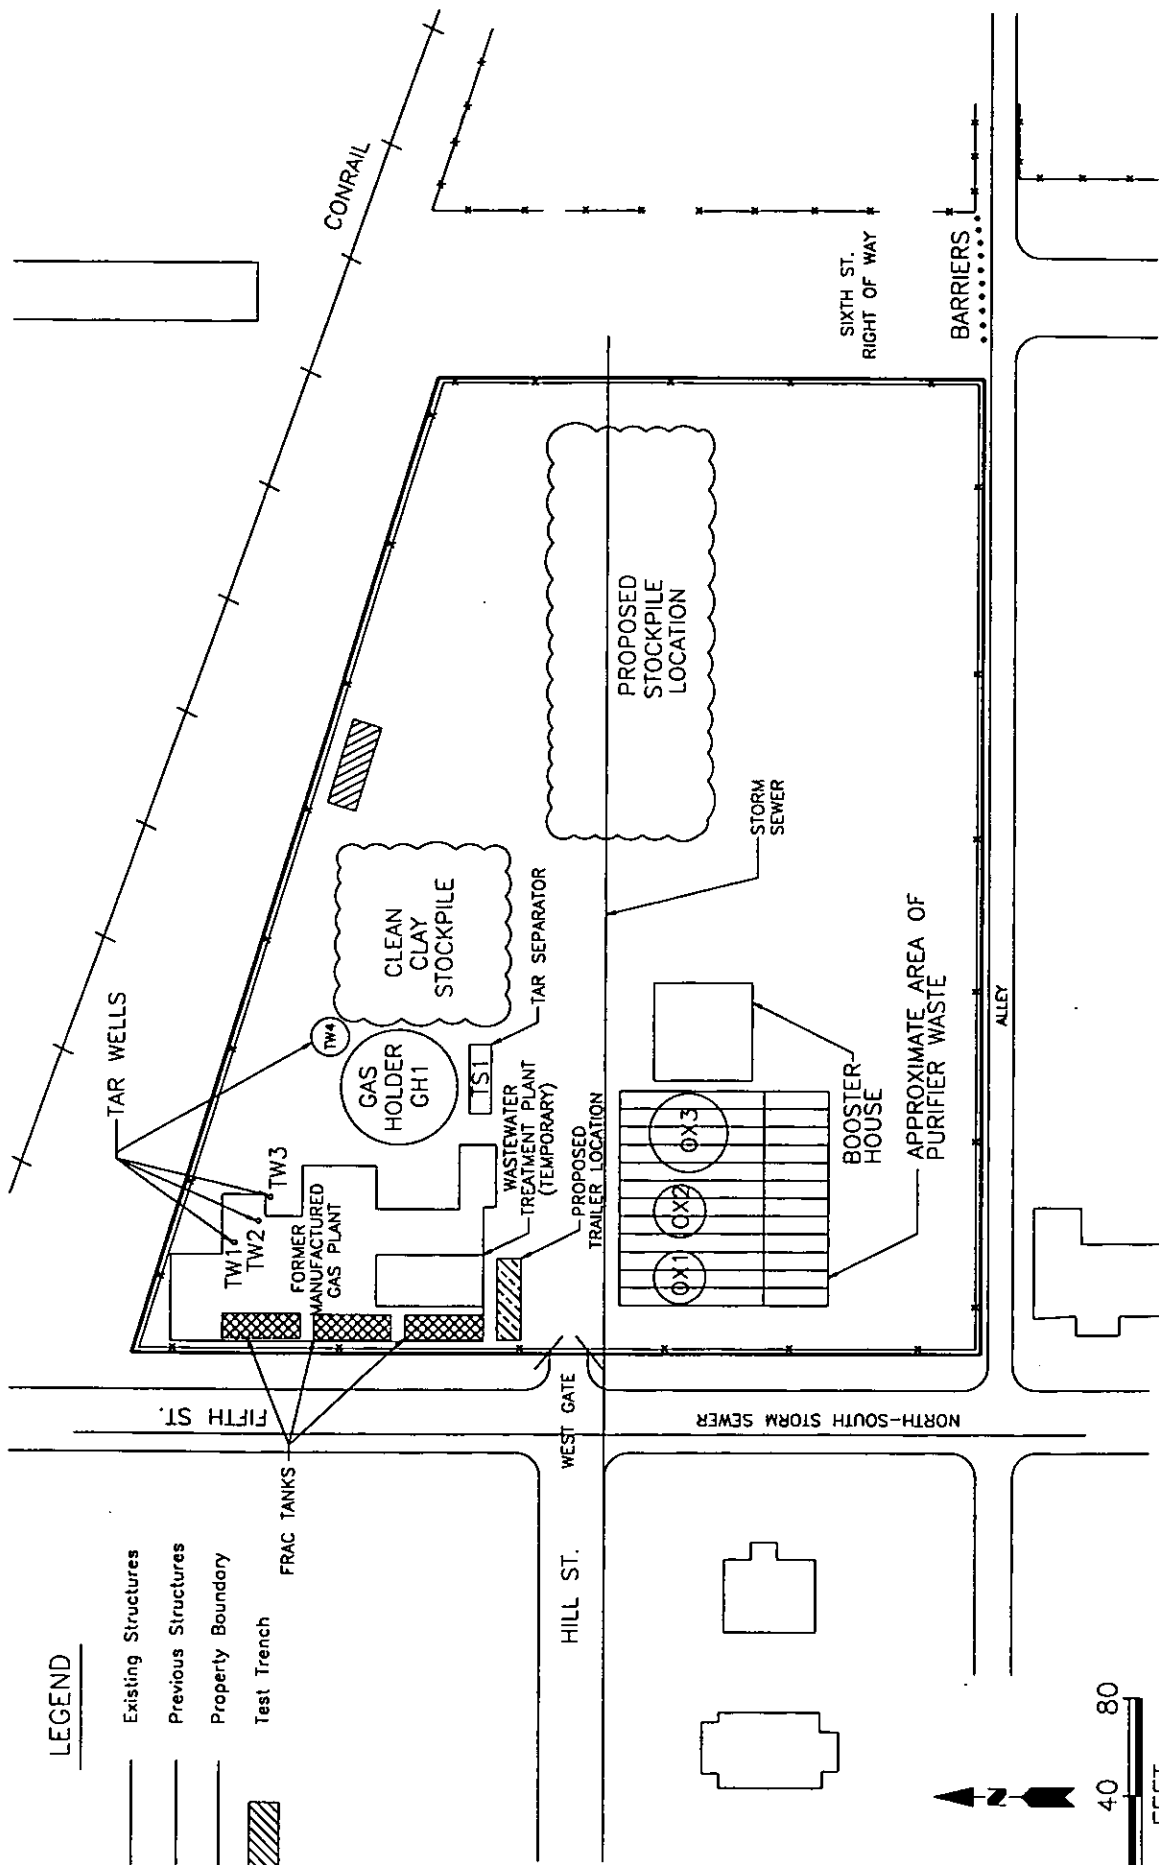 CONRAIL
TAR WELLS
SIXTH ST.
RIGHT OF WAY
BARRIERS
PROPOSED
STOCKPILE
LOCATION
CLEAN
CLAY
STOCKPILE
TW4
GAS
HOLDER
GH1
TS1
TAR SEPARATOR
STORM
SEWER
TW1
TW2
TW3
FORMER
MANUFACTURED
GAS PLANT
WASTEWATER
TREATMENT PLANT
(TEMPORARY)
PROPOSED
TRAILER LOCATION
OX1
OX2
OX3
BOOSTER
HOUSE
APPROXIMATE AREA OF
PURIFIER WASTE
ALLEY
FIFTH ST.
FRAC TANKS
WEST GATE
NORTH-SOUTH STORM SEWER
HILL ST.
LEGEND
Existing Structures
Previous Structures
Property Boundary
Test Trench
N
40
80
FEET